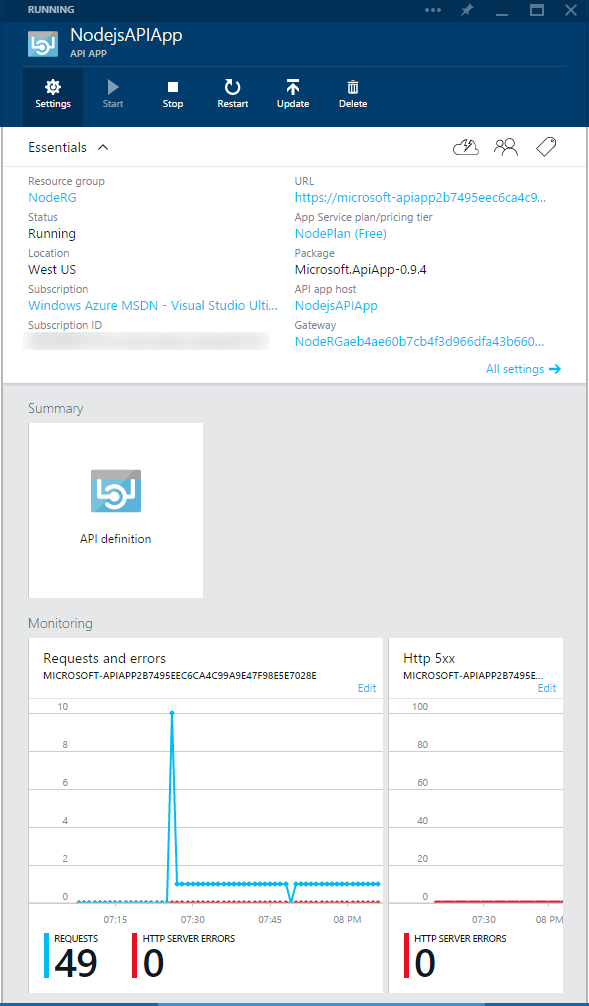 RUNNING
NodejsAPIApp
API APP
Settings
Start
Stop
Restart
Update
Delete
Essentials
Resource group
NodeRG
URL
https://microsoft-apiapp2b7495eec6ca4c9...
Status
Running
App Service plan/pricing tier
NodePlan (Free)
Location
West US
Package
Microsoft.ApiApp-0.9.4
Subscription
Windows Azure MSDN - Visual Studio Ulti...
API app host
NodejsAPIApp
Subscription ID
Gateway
NodeRGaeb4ae60b7cb4f3d966dfa43b660...
All settings
Summary
API definition
Monitoring
Requests and errors
MICROSOFT-APIAPP2B7495EEC6CA4C99A9E47F98E5E7028E
Edit
10
8
6
4
2
0
07:15 07:30 07:45 08 PM
REQUESTS
49
HTTP SERVER ERRORS
0
Http 5xx
MICROSOFT-APIAPP2B7495E...
Edit
100
80
60
40
20
0
07:30 08 PM
HTTP SERVER ERRORS
0